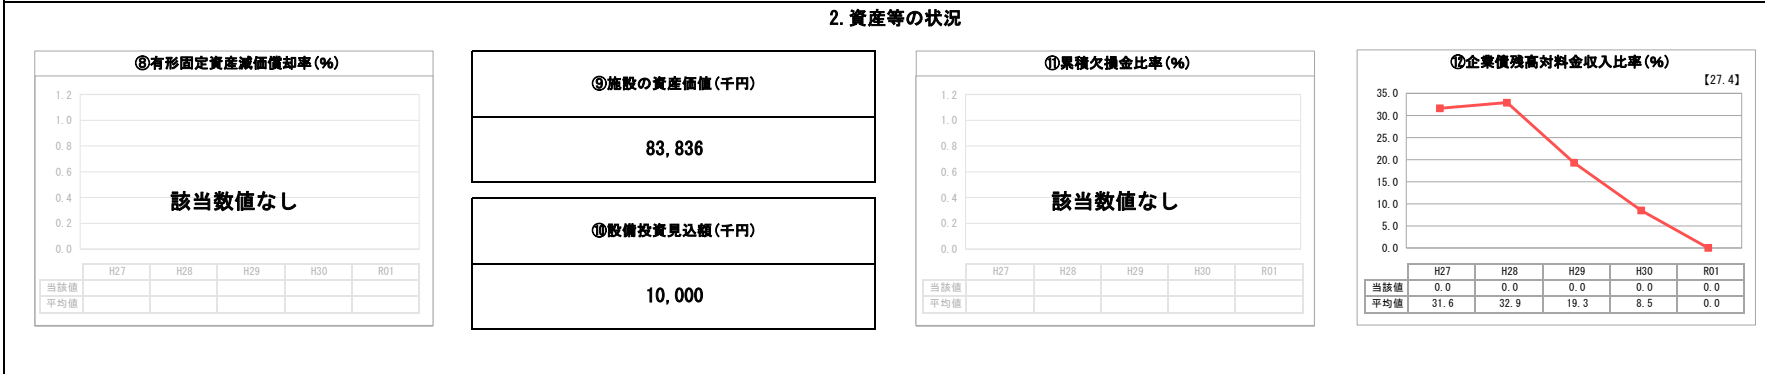 2.資産等の状況
⑧有形固定資産減価償却率(%)
1.2
1.0
0.8
0.6
0.4
0.2
0.0
該当数値なし
H27 H28 H29 H30 R01
当該値
平均値
⑨施設の資産価値(千円)
83,836
⑩設備投資見込額(千円)
10,000
⑪累積欠損金比率(%)
1.2
1.0
0.8
0.6
0.4
0.2
0.0
該当数値なし
H27 H28 H29 H30 R01
当該値
平均値
⑫企業債残高対料金収入比率(%)
【27.4】
35.0
30.0
25.0
20.0
15.0
10.0
5.0
0.0
H27 H28 H29 H30 R01
当該値 0.0 0.0 0.0 0.0 0.0
平均値 31.6 32.9 19.3 8.5 0.0